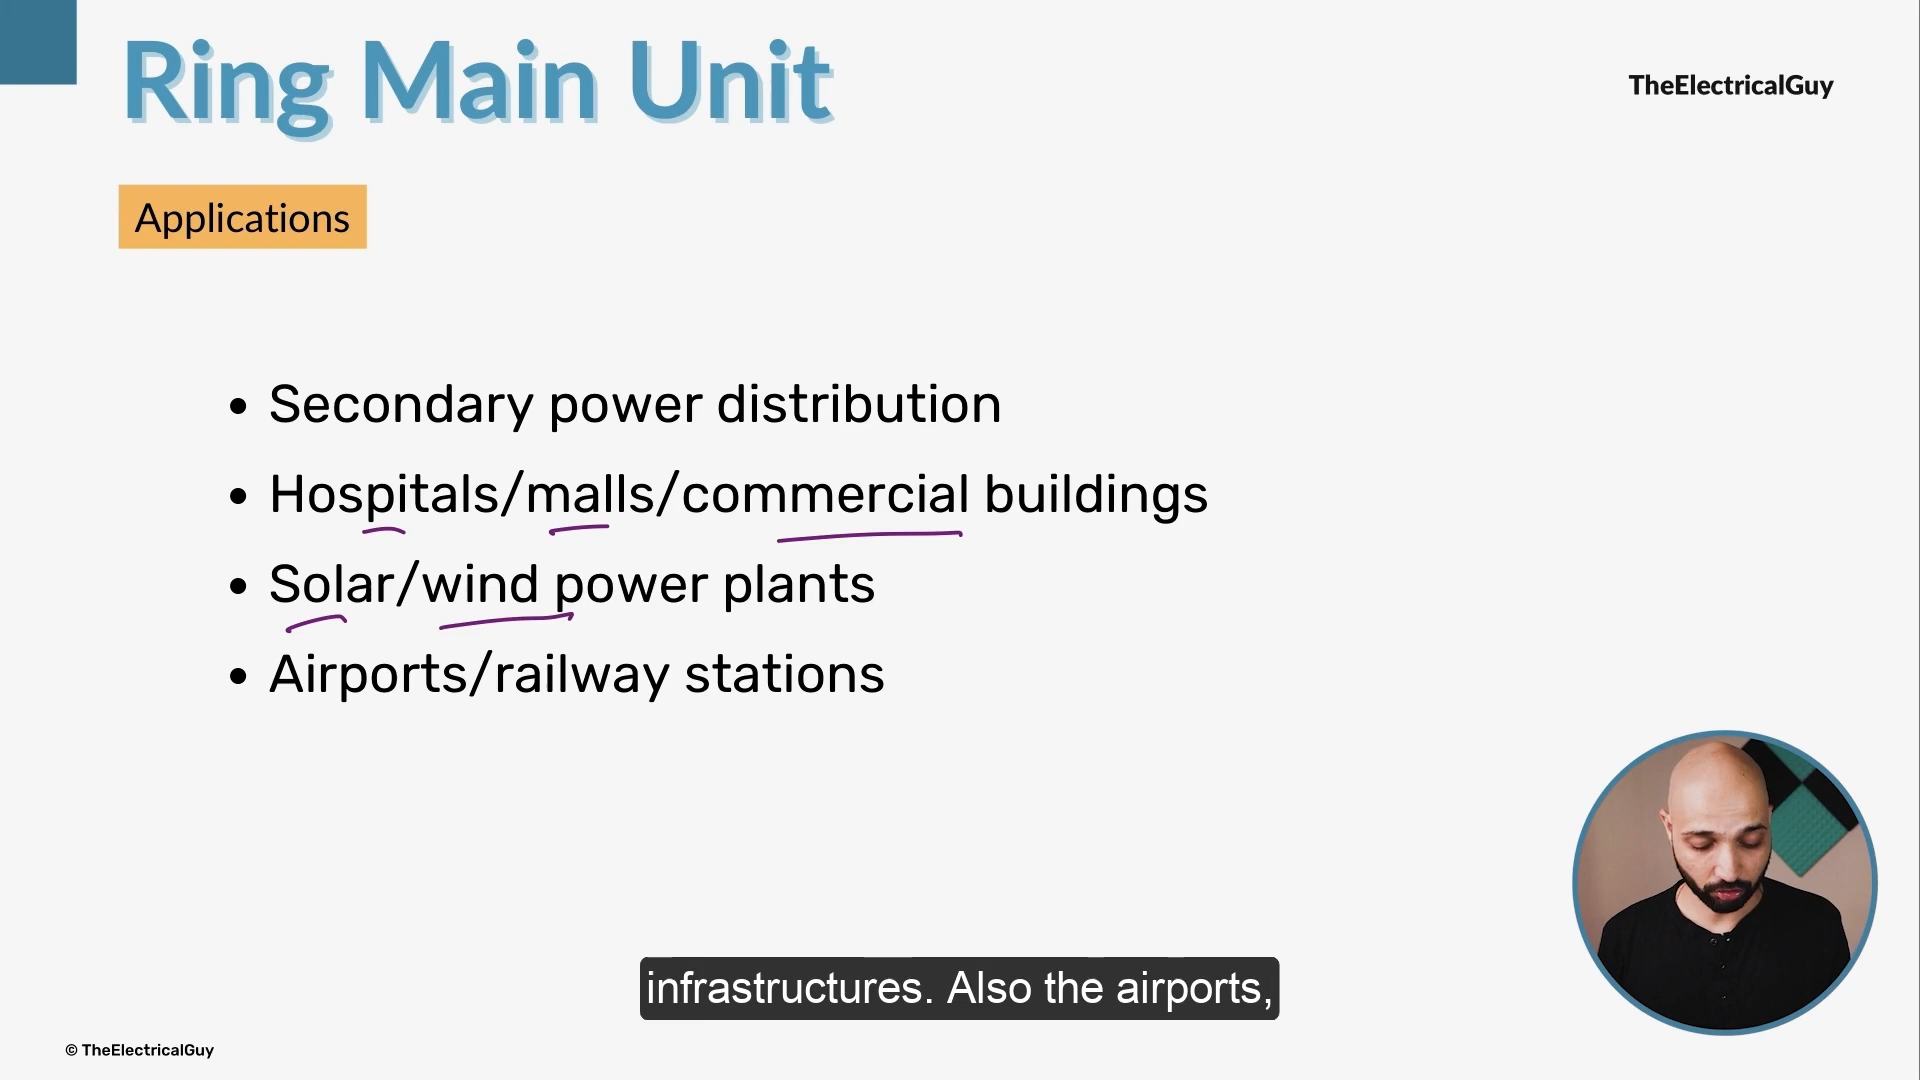 Ring Main Unit
TheElectricalGuy
Applications
• Secondary power distribution
• Hospitals/malls/commercial buildings
• Solar/wind power plants
• Airports/railway stations
infrastructures. Also the airports,
© TheElectricalGuy